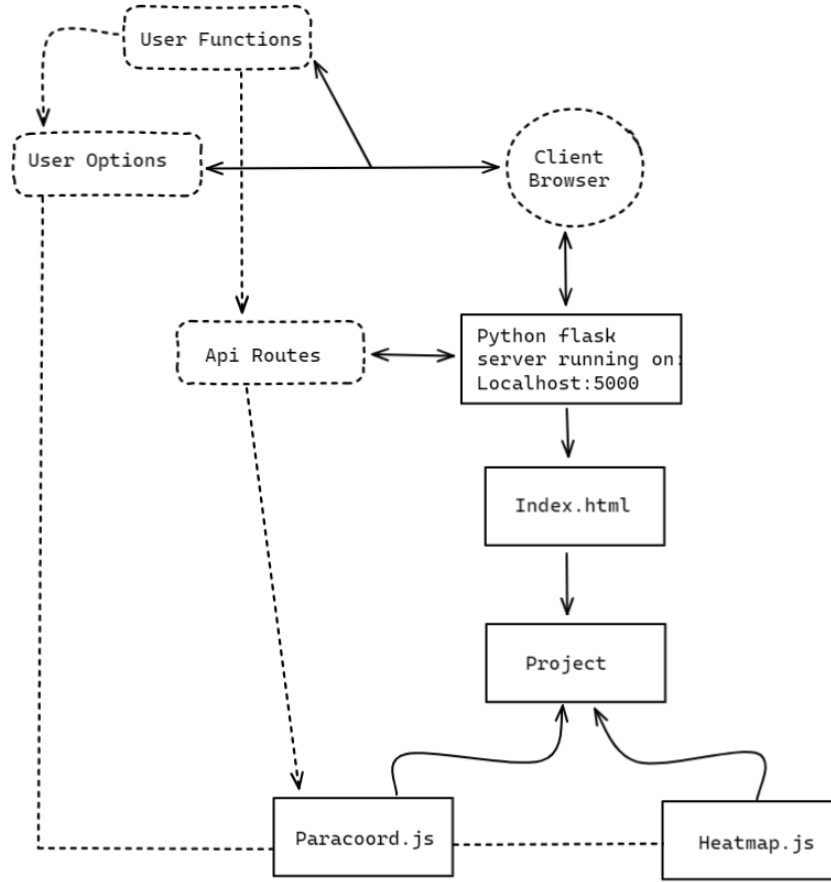 User Functions
User Options
Client
Browser
Api Routes
Python flask
server running on:
Localhost:5000
Index.html
Project
Paracoord.js
Heatmap.js